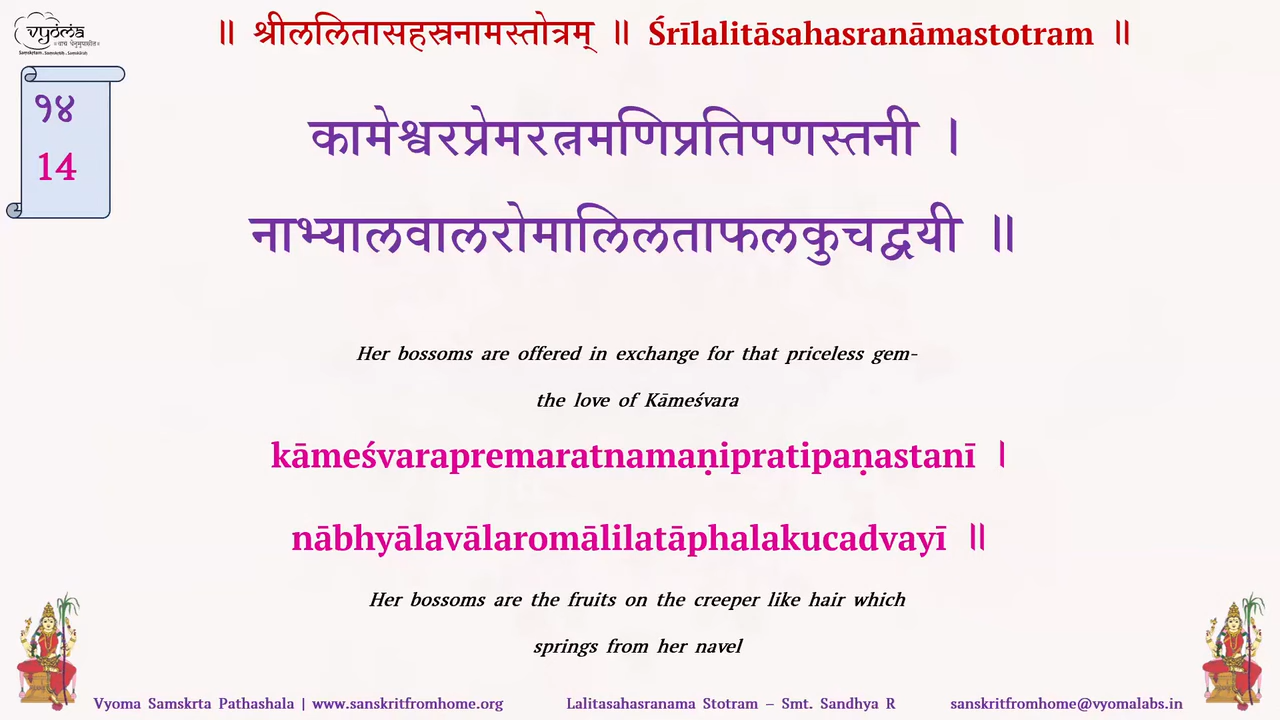 vyoma
॥ श्रीललितासहस्रनामस्तोत्रम् ॥ Śrīlalitāsahasranāmastotram ॥
१४
14
कामेश्वरप्रेमरत्नमणिप्रतिपणस्तनी ।
नाभ्यालवालरोमालिलताफलकुचद्वयी ॥
Her bossoms are offered in exchange for that priceless gem-
the love of Kāmeśvara
kāmeśvarapremaratnamaṇipratipaṇastanī ।
nābhyālavālaromālilatāphalakucadvayī ॥
Her bossoms are the fruits on the creeper like hair which
springs from her navel
Vyoma Samskrta Pathashala | www.sanskritfromhome.org Lalitasahasranama Stotram – Smt. Sandhya R sanskritfromhome@vyomalabs.in